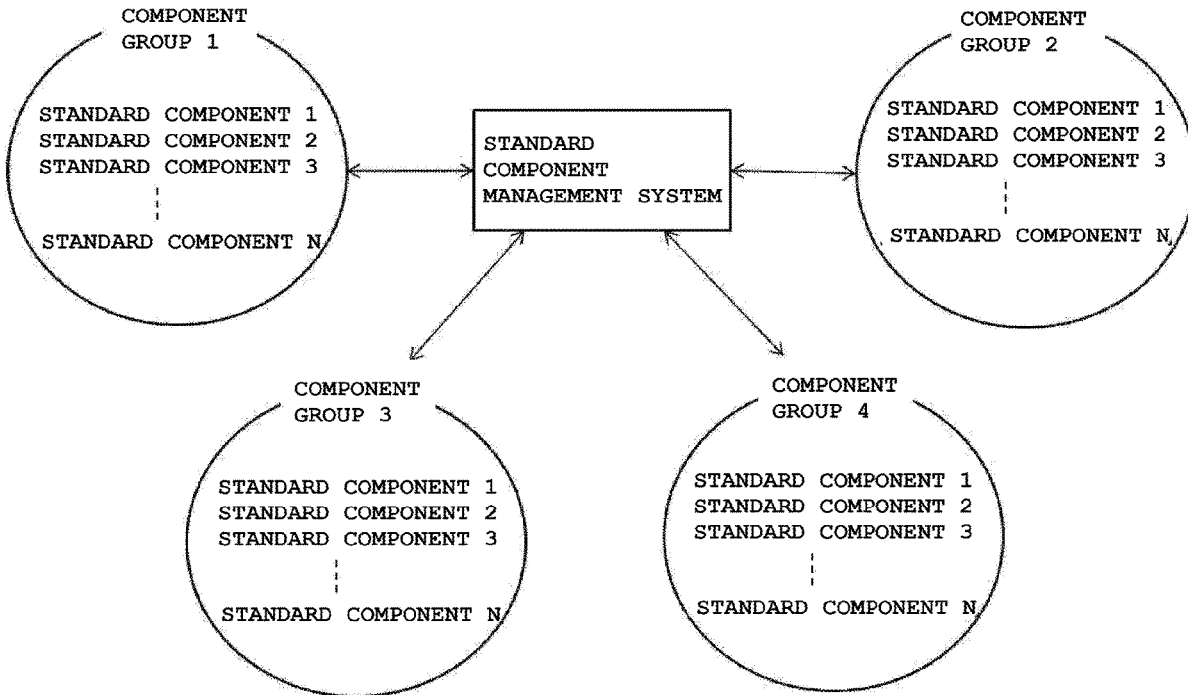 COMPONENT
GROUP 1
STANDARD COMPONENT 1
STANDARD COMPONENT 2
STANDARD COMPONENT 3
STANDARD COMPONENT N
STANDARD
COMPONENT
MANAGEMENT SYSTEM
COMPONENT
GROUP 2
STANDARD COMPONENT 1
STANDARD COMPONENT 2
STANDARD COMPONENT 3
STANDARD COMPONENT N
COMPONENT
GROUP 3
STANDARD COMPONENT 1
STANDARD COMPONENT 2
STANDARD COMPONENT 3
STANDARD COMPONENT N
COMPONENT
GROUP 4
STANDARD COMPONENT 1
STANDARD COMPONENT 2
STANDARD COMPONENT 3
STANDARD COMPONENT N